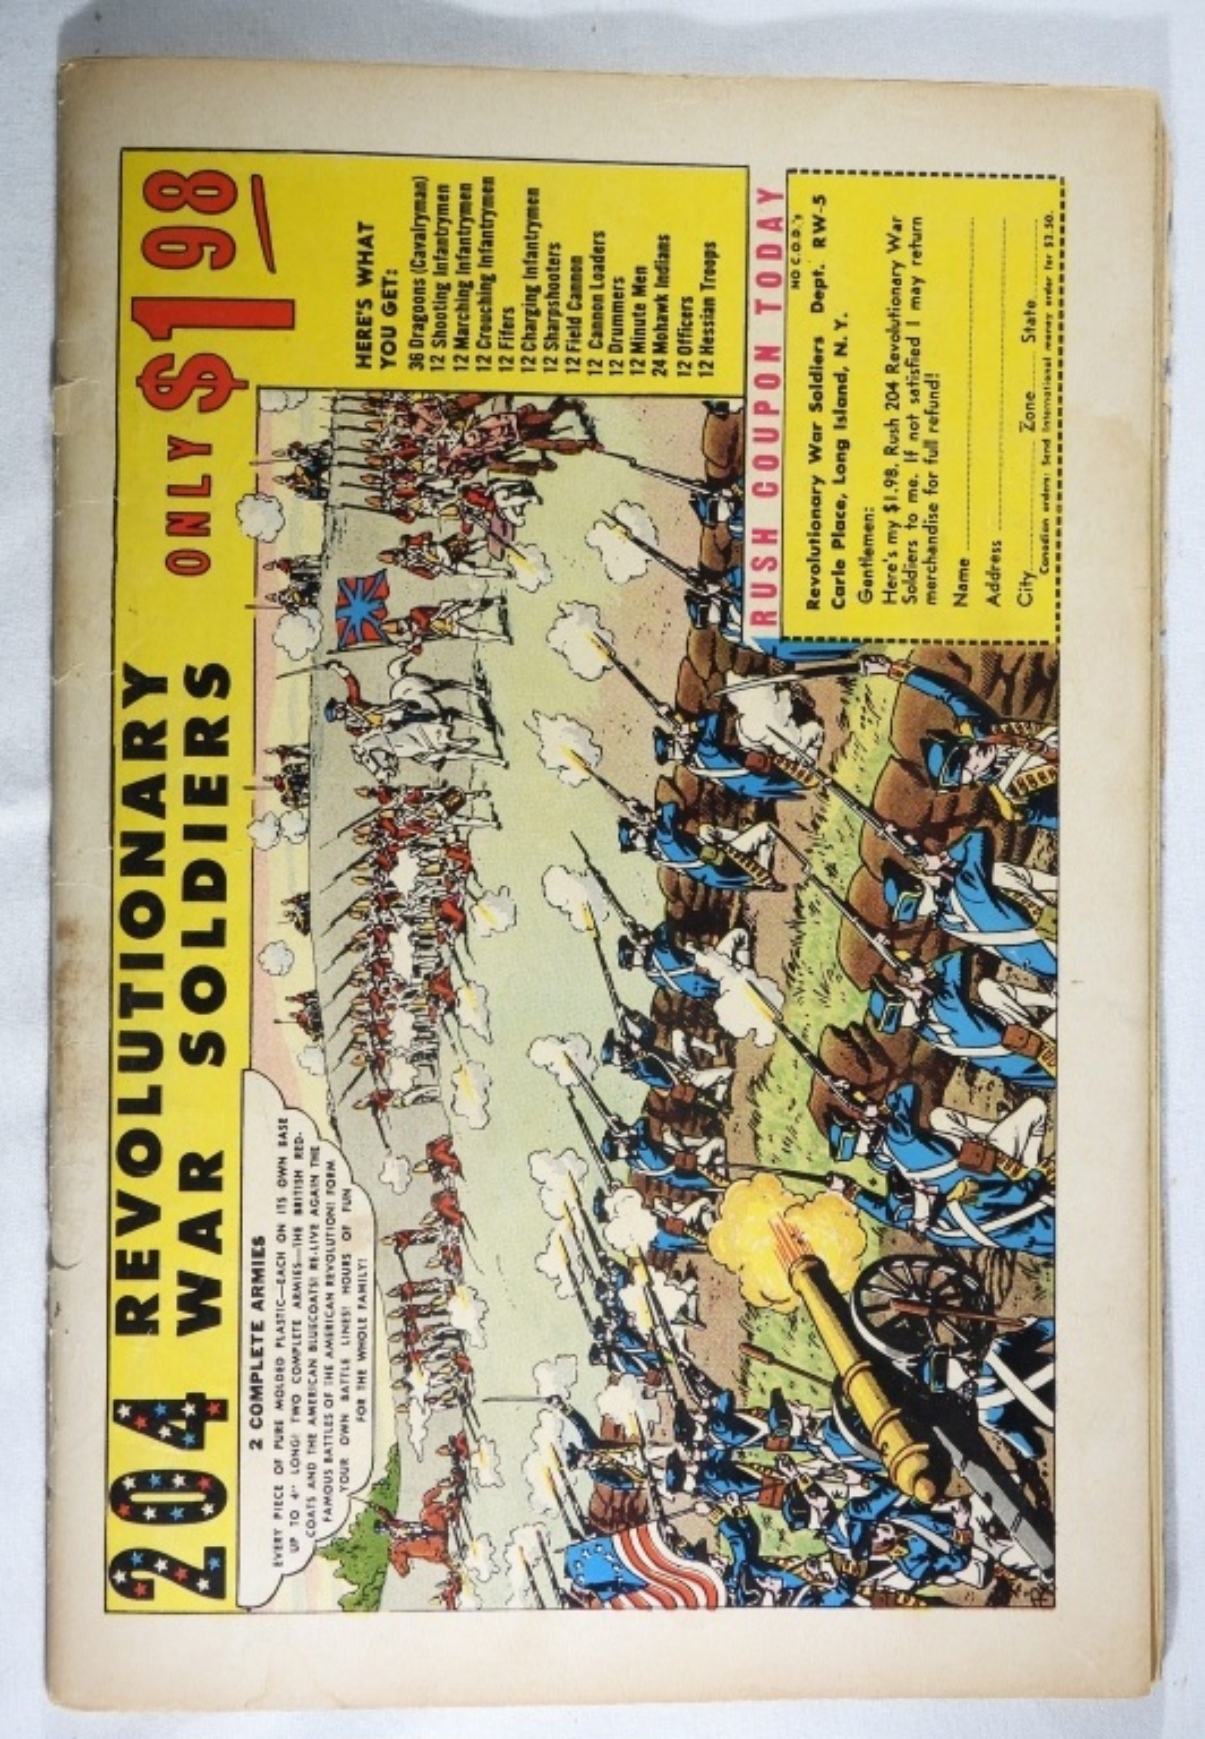 204 REVOLUTIONARY
WAR SOLDIERS
ONLY $1 98
2 COMPLETE ARMIES
EVERY PIECE OF PURE MOLDED PLASTIC—EACH ON ITS OWN BASE
UP TO 4" LONG! TWO COMPLETE ARMIES—THE BRITISH RED-
COATS AND THE AMERICAN BLUECOATS! RE-LIVE AGAIN THE
FAMOUS BATTLES OF THE AMERICAN REVOLUTION! FORM
YOUR OWN BATTLE LINES! HOURS OF FUN
FOR THE WHOLE FAMILY!
HERE'S WHAT
YOU GET:
36 Dragoons (Cavalryman)
12 Shooting Infantrymen
12 Marching Infantrymen
12 Crouching Infantrymen
12 Fifers
12 Charging Infantrymen
12 Sharpshooters
12 Field Cannon
12 Cannon Loaders
12 Drummers
12 Minute Men
24 Mohawk Indians
12 Officers
12 Hessian Troops
RUSH COUPON TODAY
NO C.O.D.'s
Revolutionary War Soldiers Dept. RW-5
Carle Place, Long Island, N. Y.
Gentlemen:
Here's my $1.98. Rush 204 Revolutionary War
Soldiers to me. If not satisfied I may return
merchandise for full refund!
Name
Address
City Zone State
Canadian orders: Send International money order for $2.50.